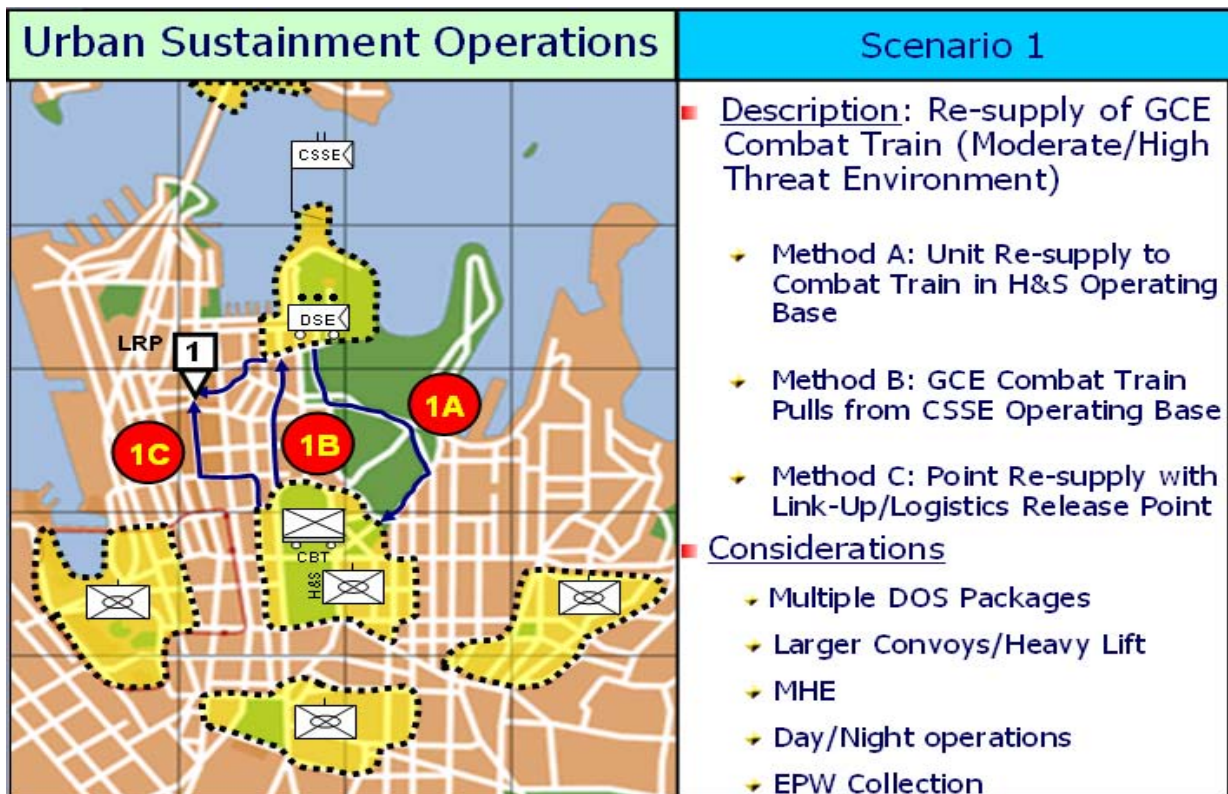 Urban Sustainment Operations
Scenario 1
CSSE
DSE
LRP
1
1A
1B
1C
CBT
H&S
Description: Re-supply of GCE
Combat Train (Moderate/High
Threat Environment)
Method A: Unit Re-supply to
Combat Train in H&S Operating
Base
Method B: GCE Combat Train
Pulls from CSSE Operating Base
Method C: Point Re-supply with
Link-Up/Logistics Release Point
Considerations
Multiple DOS Packages
Larger Convoys/Heavy Lift
MHE
Day/Night operations
EPW Collection